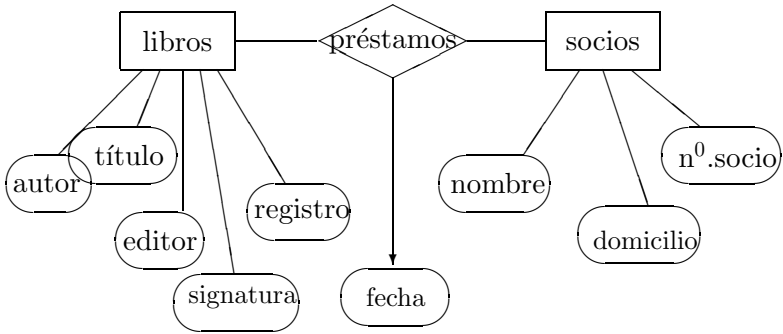 libros
préstamos
socios
título
n⁰.socio
autor
nombre
registro
editor
domicilio
signatura
fecha